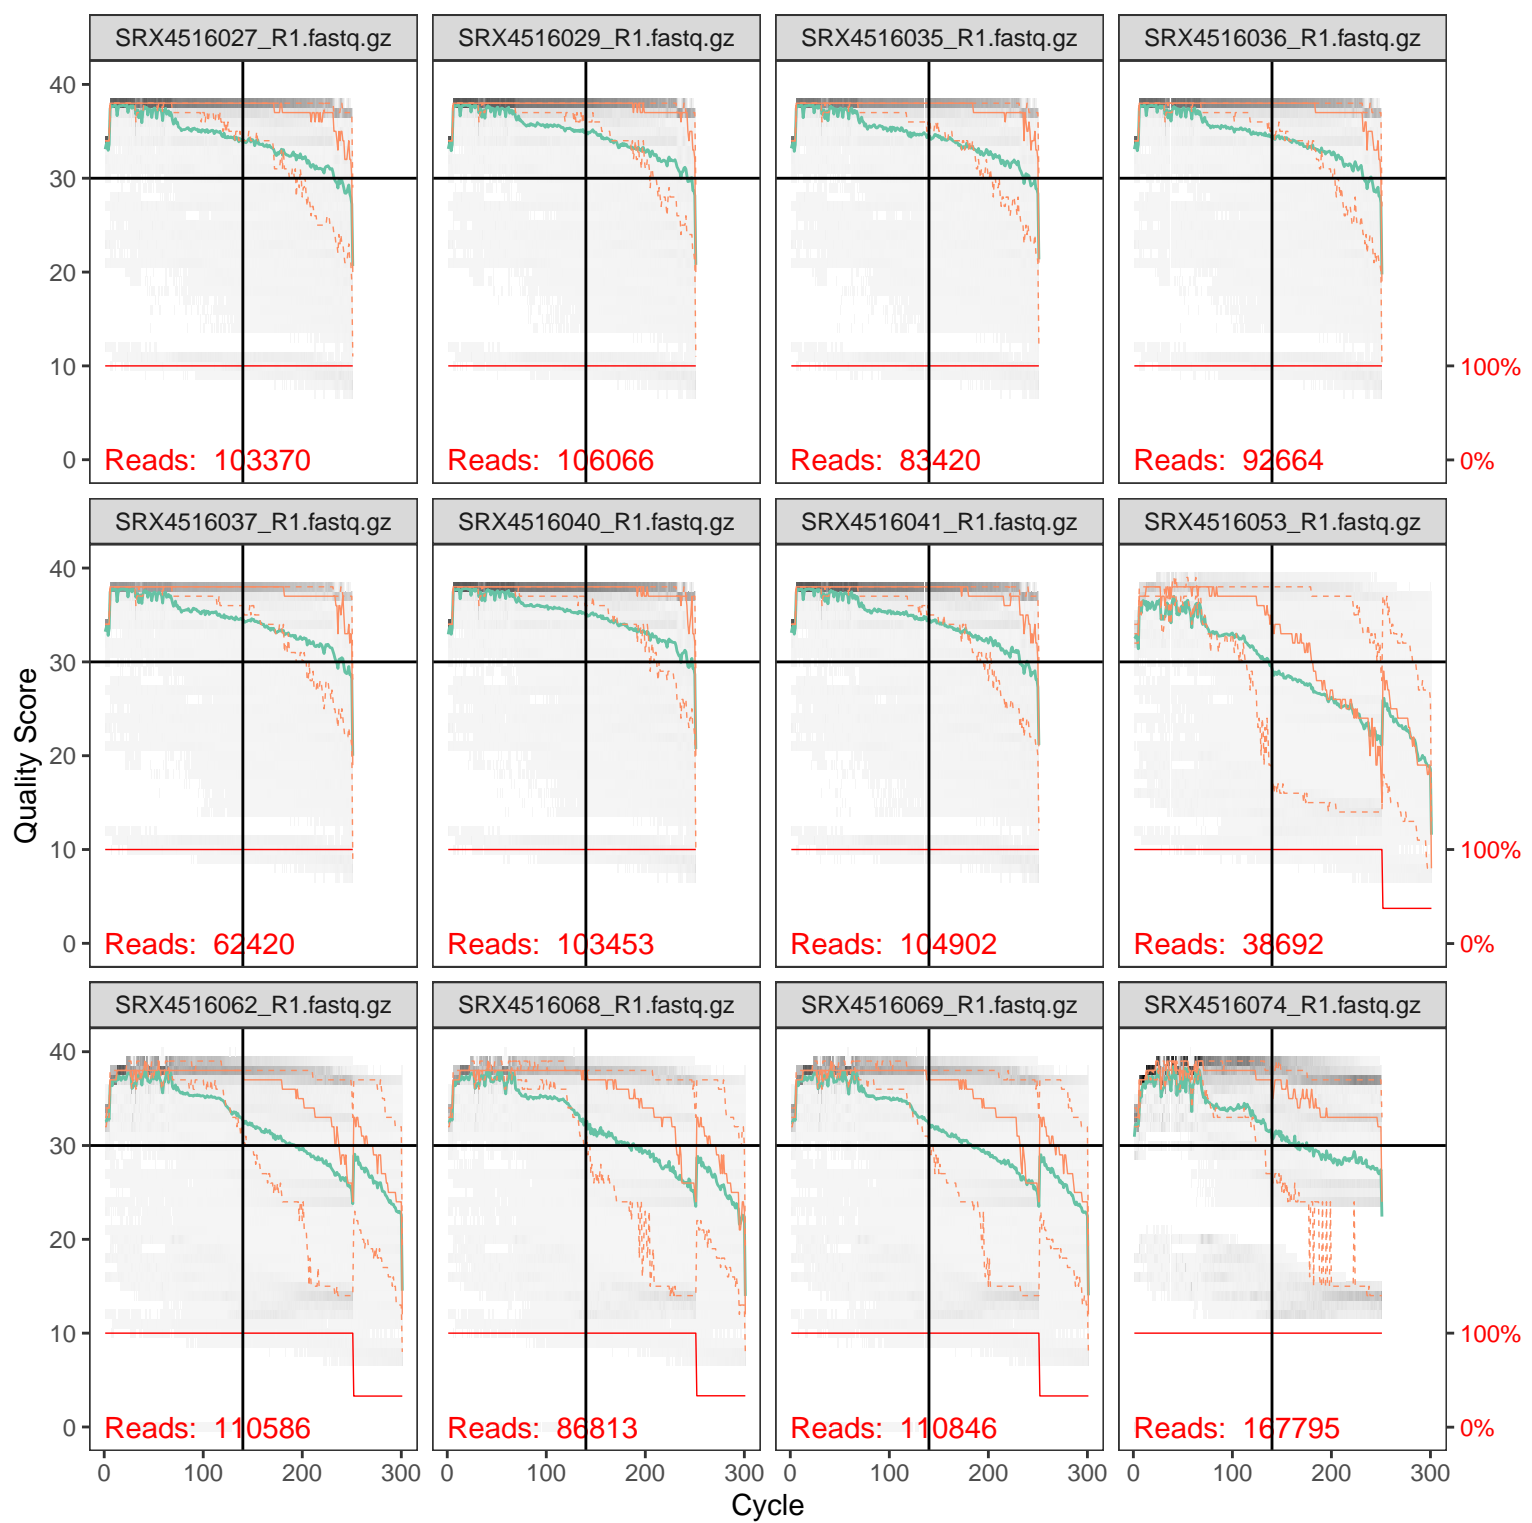 SRX4516027_R1.fastq.gz SRX4516029_R1.fastq.gz SRX4516035_R1.fastq.gz SRX4516036_R1.fastq.gz
40
30
20
10 100%
0 Reads: 103370 Reads: 106066 Reads: 83420 Reads: 92664 0%
SRX4516037_R1.fastq.gz SRX4516040_R1.fastq.gz SRX4516041_R1.fastq.gz SRX4516053_R1.fastq.gz
40
30
20
10 100%
0 Reads: 62420 Reads: 103453 Reads: 104902 Reads: 38692 0%
Quality Score
SRX4516062_R1.fastq.gz SRX4516068_R1.fastq.gz SRX4516069_R1.fastq.gz SRX4516074_R1.fastq.gz
40
30
20
10 100%
0 Reads: 110586 Reads: 86813 Reads: 110846 Reads: 167795 0%
0 100 200 300 0 100 200 300 0 100 200 300 0 100 200 300
Cycle